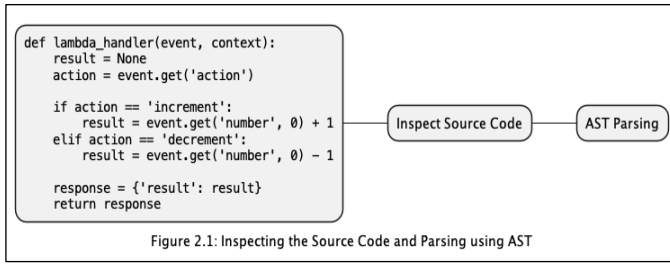 def lambda_handler(event, context):
    result = None
    action = event.get('action')
    if action == 'increment':
        result = event.get('number', 0) + 1
    elif action == 'decrement':
        result = event.get('number', 0) − 1
    response = {'result': result}
    return response
Inspect Source Code
AST Parsing
Figure 2.1: Inspecting the Source Code and Parsing using AST